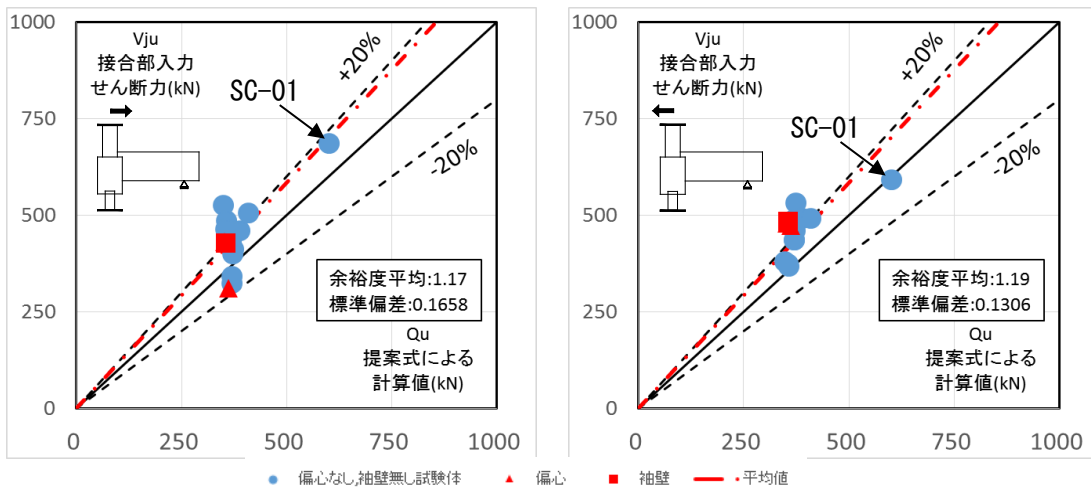 1000
750
500
250
0
0
250
500
750
1000
Vju
接合部入力
せん断力(kN)
SC-01
+20%
-20%
余裕度平均:1.17
標準偏差:0.1658
Qu
提案式による
計算値(kN)
1000
750
500
250
0
0
250
500
750
1000
Vju
接合部入力
せん断力(kN)
SC-01
+20%
-20%
余裕度平均:1.19
標準偏差:0.1306
Qu
提案式による
計算値(kN)
偏心なし,袖壁無し試験体 偏心 袖壁 平均値